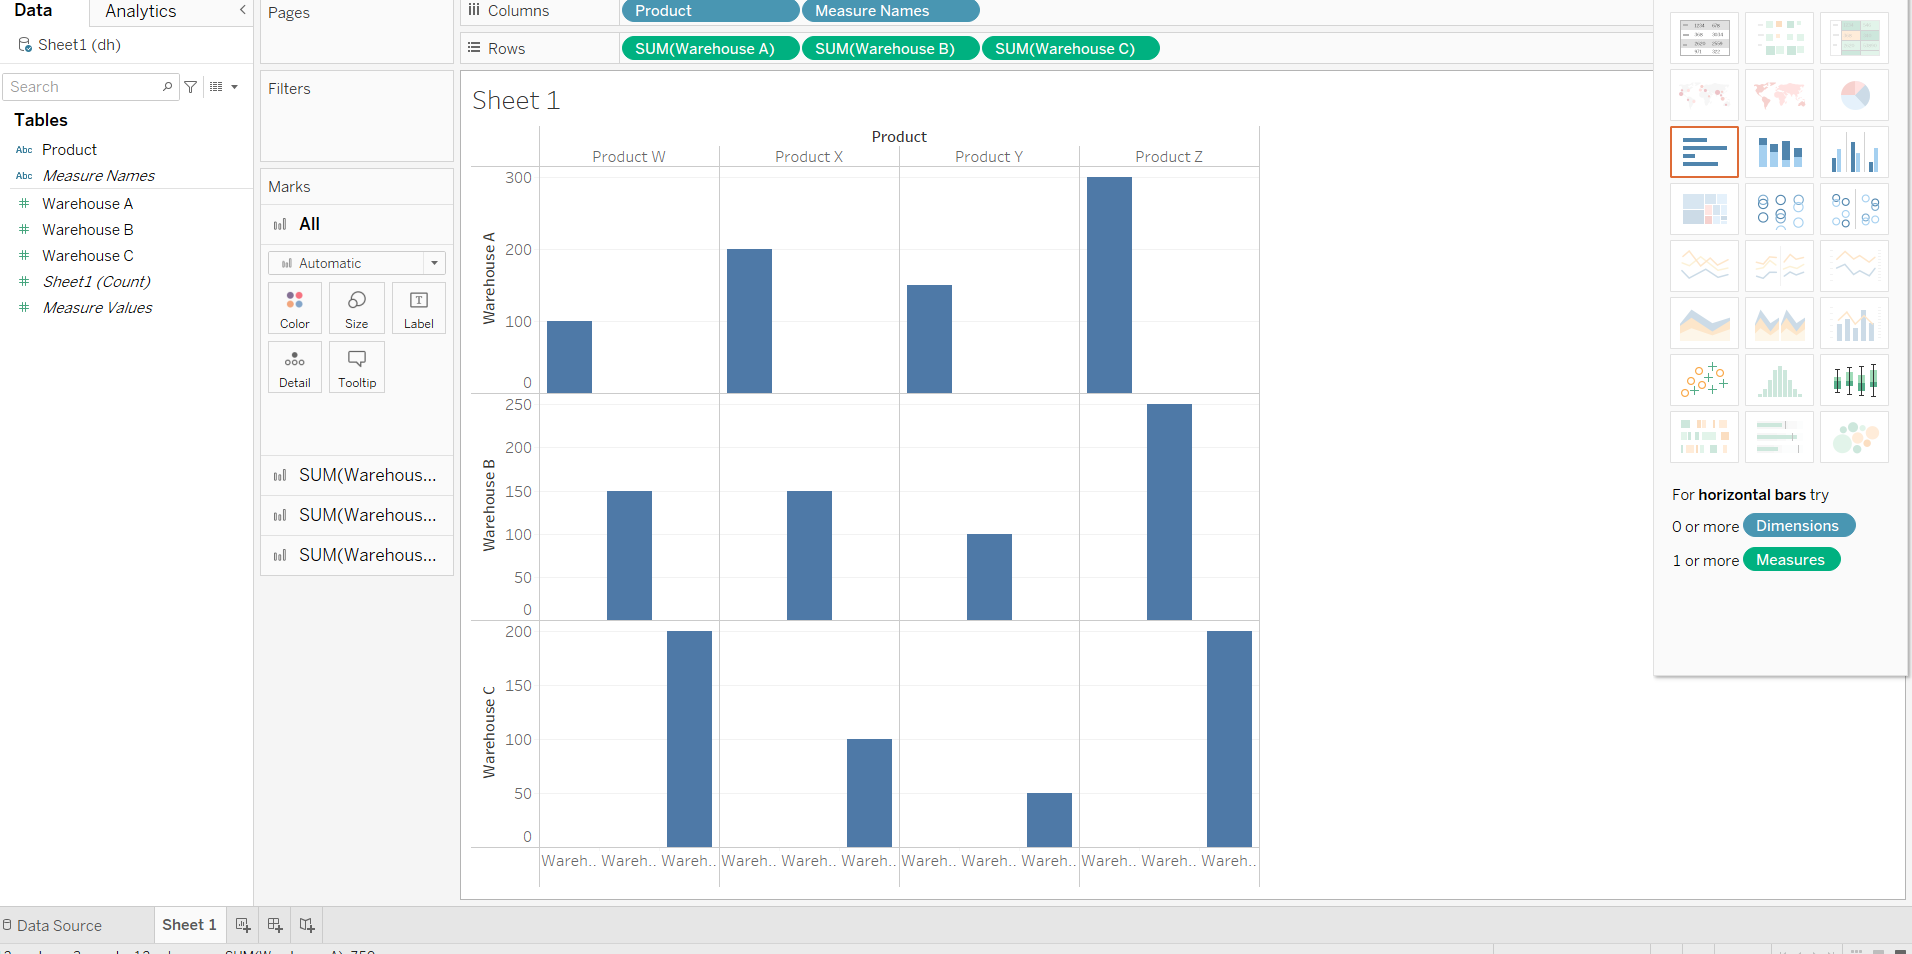 Data
Analytics
Sheet1 (dh)
Search
Tables
Abc Product
Abc Measure Names
# Warehouse A
# Warehouse B
# Warehouse C
# Sheet1 (Count)
# Measure Values
Pages
Filters
Marks
All
Automatic
Color
Size
Label
Detail
Tooltip
SUM(Warehous...
SUM(Warehous...
SUM(Warehous...
Columns
Product
Measure Names
Rows
SUM(Warehouse A)
SUM(Warehouse B)
SUM(Warehouse C)
Sheet 1
Product
Product W
Product X
Product Y
Product Z
Warehouse A
300
200
100
0
Warehouse B
250
200
150
100
50
0
Warehouse C
200
150
100
50
0
Wareh.. Wareh.. Wareh.. Wareh.. Wareh.. Wareh.. Wareh.. Wareh.. Wareh.. Wareh.. Wareh.. Wareh..
For horizontal bars try
0 or more Dimensions
1 or more Measures
Data Source
Sheet 1